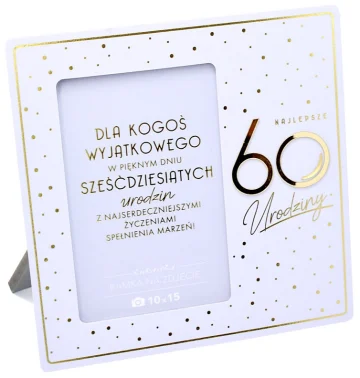 DLA KOGOŚ
WYJĄTKOWEGO
W PIĘKNYM DNIU
SZEŚĆDZIESIĄTYCH
urodzin
Z NAJSERDECZNIEJSZYMI
ŻYCZENIAMI
SPEŁNIENIA MARZEŃ!
10x15
NAJLEPSZE
60
Urodziny